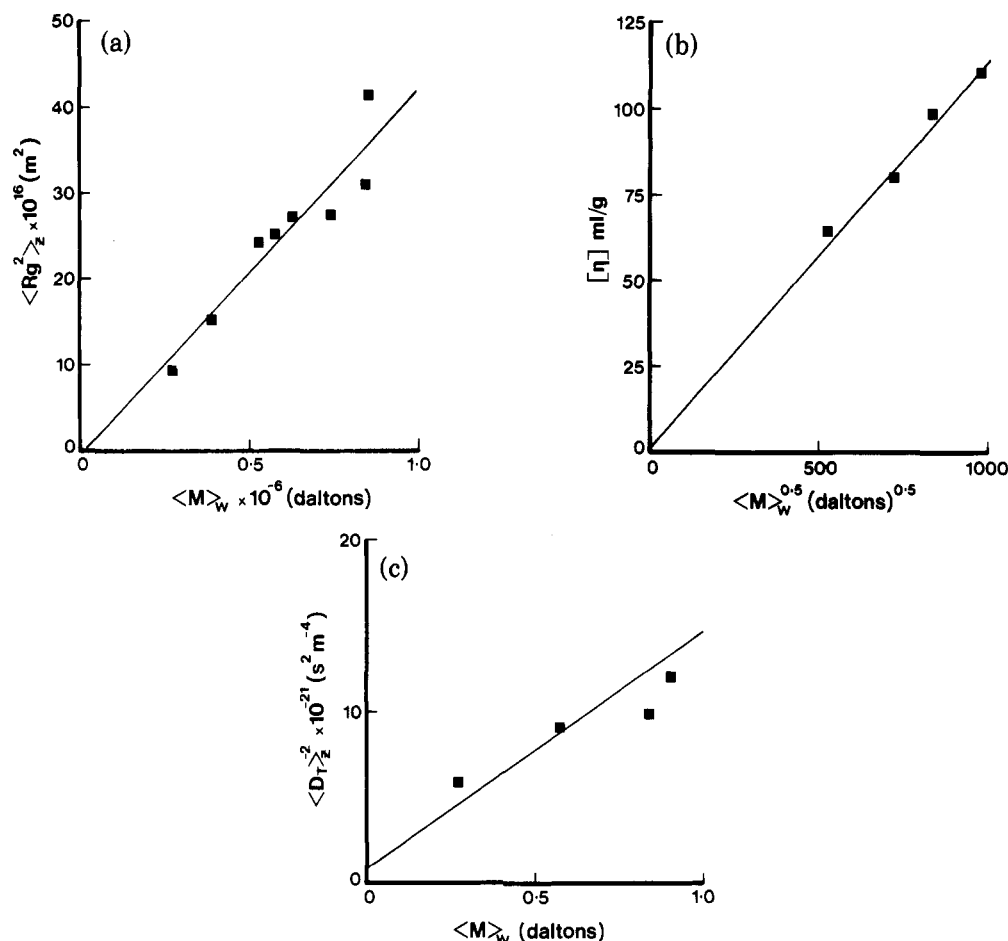 (a)
50
40
30
20
10
0
<Rg²>z ×10¹⁶ (m²)
0
0·5
1·0
<M>w ×10⁻⁶ (daltons)
(b)
125
100
75
50
25
0
[η] ml/g
0
500
1000
<M>w^0·5 (daltons)^0·5
(c)
20
10
0
<D_T>z⁻² ×10⁻²¹ (s² m⁻⁴)
0
0·5
1·0
<M>w (daltons)